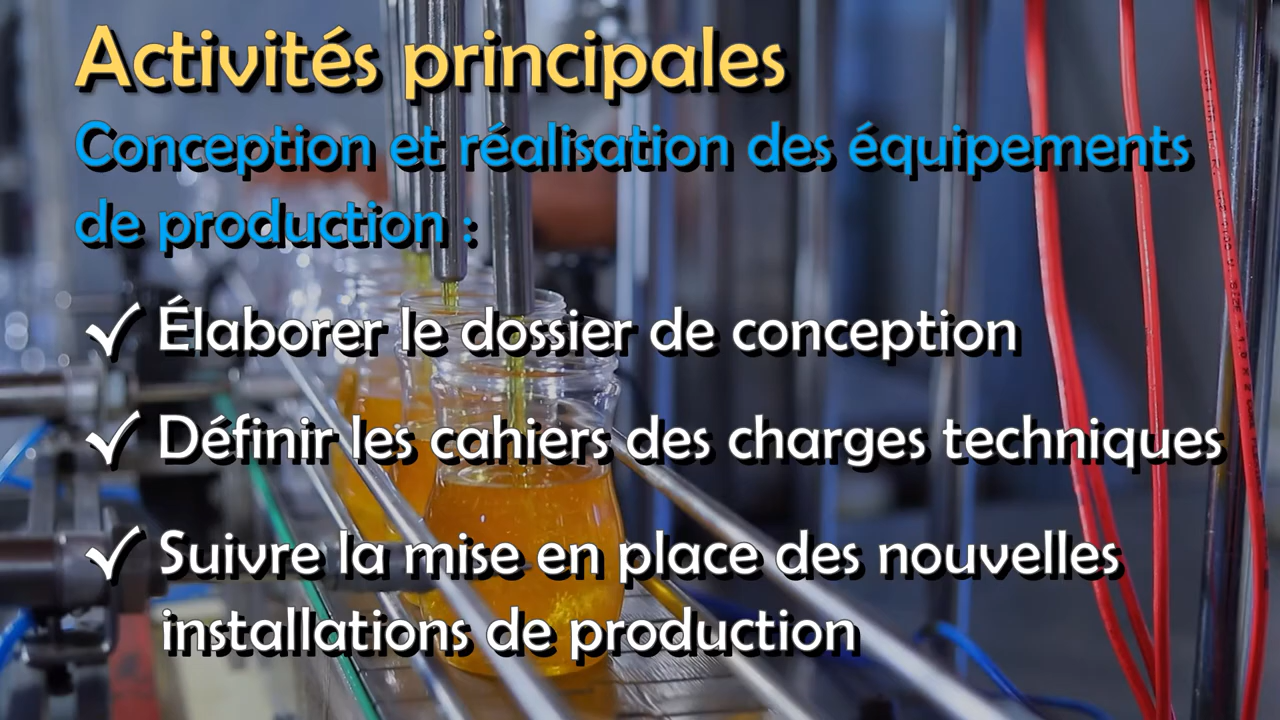 Activités principales
Conception et réalisation des équipements
de production :
✓ Élaborer le dossier de conception
✓ Définir les cahiers des charges techniques
✓ Suivre la mise en place des nouvelles
installations de production